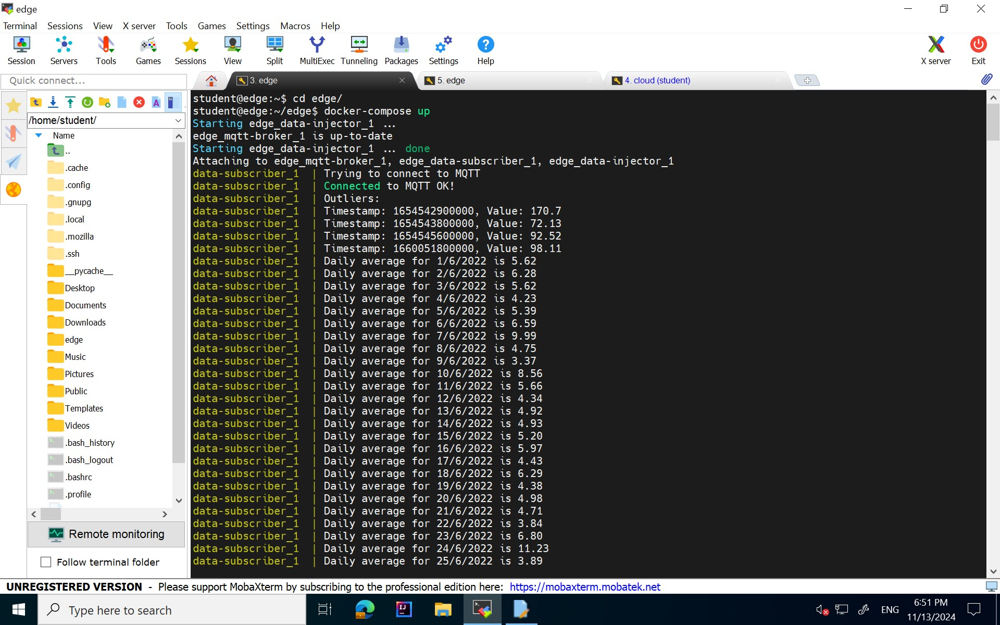 edge
Terminal Sessions View X server Tools Games Settings Macros Help
Session Servers Tools Games Sessions View Split MultiExec Tunneling Packages Settings Help X server Exit
Quick connect...
3. edge
5. edge
4. cloud (student)
/home/student/
Name
..
.cache
.config
.gnupg
.local
.mozilla
.ssh
__pycache__
Desktop
Documents
Downloads
edge
Music
Pictures
Public
Templates
Videos
.bash_history
.bash_logout
.bashrc
.profile
Remote monitoring
Follow terminal folder
student@edge:~$ cd edge/
student@edge:~/edge$ docker-compose up
Starting edge_data-injector_1 ...
edge_mqtt-broker_1 is up-to-date
Starting edge_data-injector_1 ... done
Attaching to edge_mqtt-broker_1, edge_data-subscriber_1, edge_data-injector_1
data-subscriber_1 | Trying to connect to MQTT
data-subscriber_1 | Connected to MQTT OK!
data-subscriber_1 | Outliers:
data-subscriber_1 | Timestamp: 1654542900000, Value: 170.7
data-subscriber_1 | Timestamp: 1654543800000, Value: 72.13
data-subscriber_1 | Timestamp: 1654545600000, Value: 92.52
data-subscriber_1 | Timestamp: 1660051800000, Value: 98.11
data-subscriber_1 | Daily average for 1/6/2022 is 5.62
data-subscriber_1 | Daily average for 2/6/2022 is 6.28
data-subscriber_1 | Daily average for 3/6/2022 is 5.62
data-subscriber_1 | Daily average for 4/6/2022 is 4.23
data-subscriber_1 | Daily average for 5/6/2022 is 5.39
data-subscriber_1 | Daily average for 6/6/2022 is 6.59
data-subscriber_1 | Daily average for 7/6/2022 is 9.99
data-subscriber_1 | Daily average for 8/6/2022 is 4.75
data-subscriber_1 | Daily average for 9/6/2022 is 3.37
data-subscriber_1 | Daily average for 10/6/2022 is 8.56
data-subscriber_1 | Daily average for 11/6/2022 is 5.66
data-subscriber_1 | Daily average for 12/6/2022 is 4.34
data-subscriber_1 | Daily average for 13/6/2022 is 4.92
data-subscriber_1 | Daily average for 14/6/2022 is 4.93
data-subscriber_1 | Daily average for 15/6/2022 is 5.20
data-subscriber_1 | Daily average for 16/6/2022 is 5.97
data-subscriber_1 | Daily average for 17/6/2022 is 4.43
data-subscriber_1 | Daily average for 18/6/2022 is 6.29
data-subscriber_1 | Daily average for 19/6/2022 is 4.38
data-subscriber_1 | Daily average for 20/6/2022 is 4.98
data-subscriber_1 | Daily average for 21/6/2022 is 4.71
data-subscriber_1 | Daily average for 22/6/2022 is 3.84
data-subscriber_1 | Daily average for 23/6/2022 is 6.80
data-subscriber_1 | Daily average for 24/6/2022 is 11.23
data-subscriber_1 | Daily average for 25/6/2022 is 3.89
UNREGISTERED VERSION - Please support MobaXterm by subscribing to the professional edition here: https://mobaxterm.mobatek.net
Type here to search
ENG
6:51 PM
11/13/2024